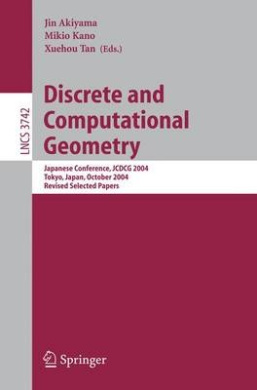 Jin Akiyama
Mikio Kano
Xuehou Tan (Eds.)
LNCS 3742
Discrete and
Computational
Geometry
Japanese Conference, JCDCG 2004
Tokyo, Japan, October 2004
Revised Selected Papers
Springer